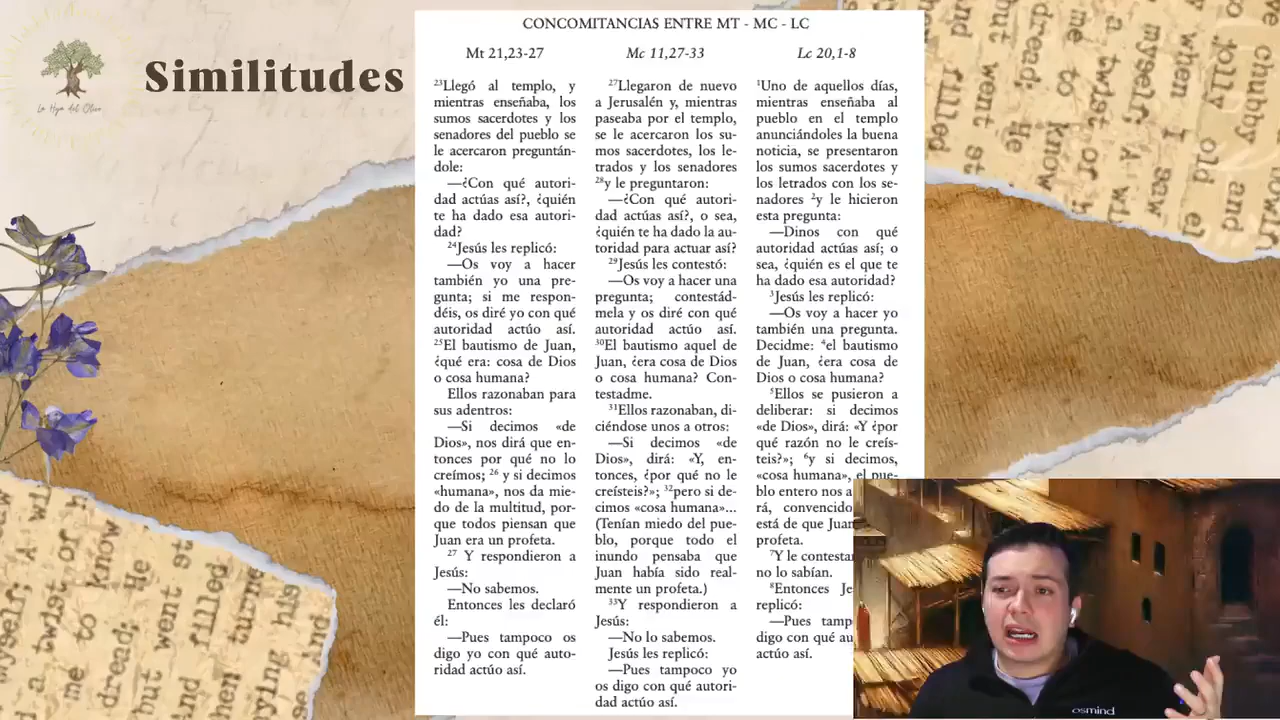 La Hoja del Olivo
Similitudes
CONCOMITANCIAS ENTRE MT - MC - LC
Mt 21,23-27
²³Llegó al templo, y
mientras enseñaba, los
sumos sacerdotes y los
senadores del pueblo se
le acercaron preguntán-
dole:
—¿Con qué autori-
dad actúas así?, ¿quién
te ha dado esa autori-
dad?
²⁴Jesús les replicó:
—Os voy a hacer
también yo una pre-
gunta; si me respon-
déis, os diré yo con qué
autoridad actúo así.
²⁵El bautismo de Juan,
¿qué era: cosa de Dios
o cosa humana?
Ellos razonaban para
sus adentros:
—Si decimos «de
Dios», nos dirá que en-
tonces por qué no lo
creímos; ²⁶ y si decimos
«humana», nos da mie-
do de la multitud, por-
que todos piensan que
Juan era un profeta.
²⁷ Y respondieron a
Jesús:
—No sabemos.
Entonces les declaró
él:
—Pues tampoco os
digo yo con qué auto-
ridad actúo así.
Mc 11,27-33
²⁷Llegaron de nuevo
a Jerusalén y, mientras
paseaba por el templo,
se le acercaron los su-
mos sacerdotes, los le-
trados y los senadores
²⁸y le preguntaron:
—¿Con qué autori-
dad actúas así?, o sea,
¿quién te ha dado la au-
toridad para actuar así?
²⁹Jesús les contestó:
—Os voy a hacer una
pregunta; contestád-
mela y os diré con qué
autoridad actúo así.
³⁰El bautismo aquel de
Juan, ¿era cosa de Dios
o cosa humana? Con-
testadme.
³¹Ellos razonaban, di-
ciéndose unos a otros:
—Si decimos «de
Dios», dirá: «Y, en-
tonces, ¿por qué no le
creísteis?»; ³²pero si de-
cimos «cosa humana»...
(Tenían miedo del pue-
blo, porque todo el
inundo pensaba que
Juan había sido real-
mente un profeta.)
³³Y respondieron a
Jesús:
—No lo sabemos.
Jesús les replicó:
—Pues tampoco yo
os digo con qué autori-
dad actúo así.
Lc 20,1-8
¹Uno de aquellos días,
mientras enseñaba al
pueblo en el templo
anunciándoles la buena
noticia, se presentaron
los sumos sacerdotes y
los letrados con los se-
nadores ²y le hicieron
esta pregunta:
—Dinos con qué
autoridad actúas así; o
sea, ¿quién es el que te
ha dado esa autoridad?
³Jesús les replicó:
—Os voy a hacer yo
también una pregunta.
Decidme: ⁴el bautismo
de Juan, ¿era cosa de
Dios o cosa humana?
⁵Ellos se pusieron a
deliberar: si decimos
«de Dios», dirá: «Y ¿por
qué razón no le creís-
teis?»; ⁶y si decimos,
«cosa humana», el pue-
blo entero nos a
rá, convencido
está de que Juan
profeta.
⁷Y le contesta
no lo sabían.
⁸Entonces Je
replicó:
—Pues tamp
digo con qué au
actúo así.
osmind